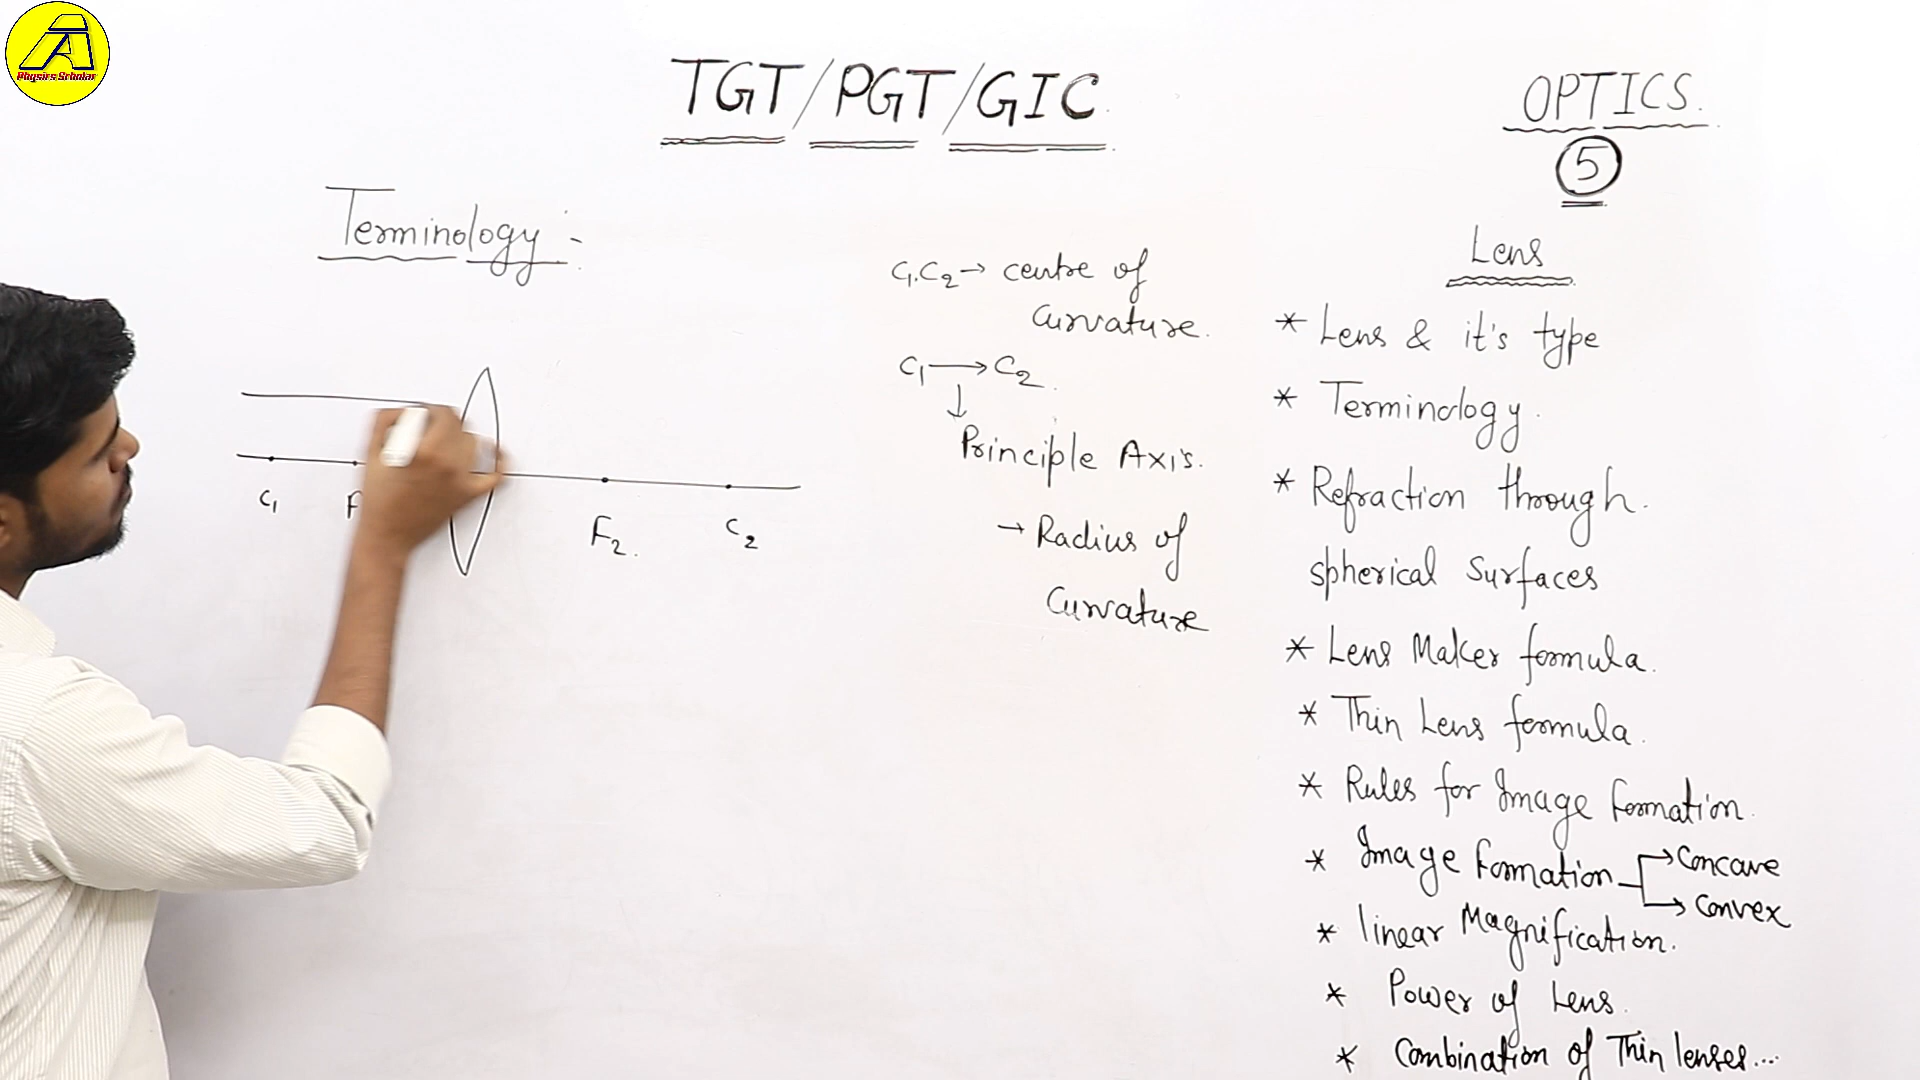 A
Physics Scholar
TGT/PGT/GIC
OPTICS.
5
Terminology :-
C1 F
F2. C2
C1.C2 → centre of
Curvature.
C1 → C2.
↓
Principle Axis.
→ Radius of
Curvature
Lens
* Lens & it's type
* Terminology.
* Refraction through.
spherical Surfaces
* Lens Maker formula.
* Thin Lens formula.
* Rules for Image formation.
* Image formation → Concave
→ Convex
* linear Magnification.
* Power of Lens.
* Combination of Thin lenses...